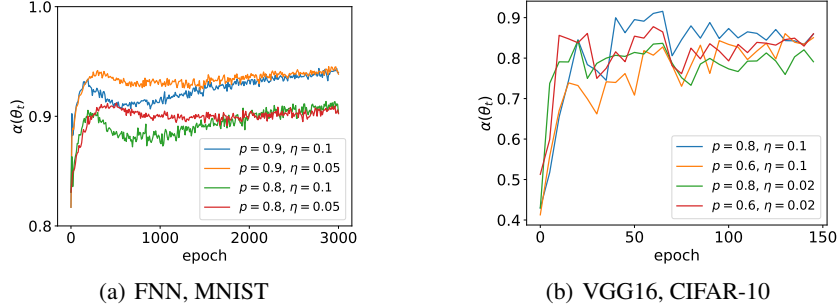 1.0
0.9
0.8
α(θₜ)
p = 0.9, η = 0.1
p = 0.9, η = 0.05
p = 0.8, η = 0.1
p = 0.8, η = 0.05
0 1000 2000 3000
epoch
(a) FNN, MNIST
0.9
0.8
0.7
0.6
0.5
0.4
α(θₜ)
p = 0.8, η = 0.1
p = 0.6, η = 0.1
p = 0.8, η = 0.02
p = 0.6, η = 0.02
0 50 100 150
epoch
(b) VGG16, CIFAR-10